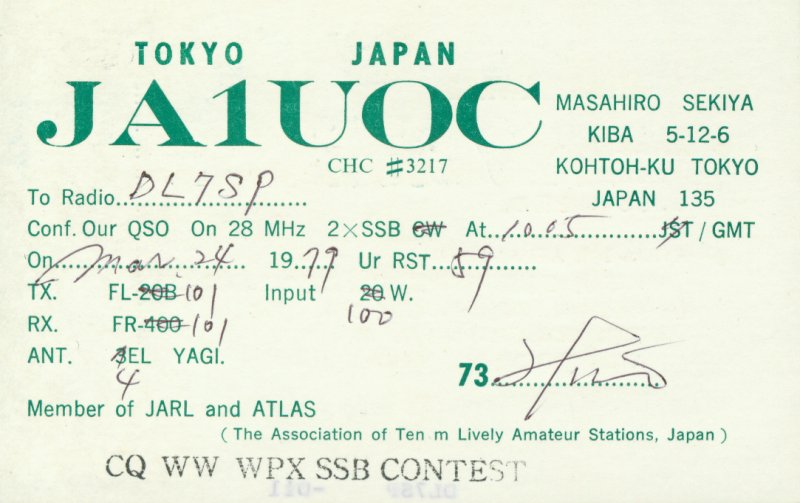 TOKYO JAPAN
JA1UOC
CHC #3217
MASAHIRO SEKIYA
KIBA 5-12-6
KOHTOH-KU TOKYO
JAPAN 135
To Radio DL7SP
Conf. Our QSO On 28 MHz 2×SSB CW At 1005 JST / GMT
On Mar. 24 1979 Ur RST 59
TX. FL-20B 101 Input 20 W.
100
RX. FR-400 101
ANT. 3EL YAGI.
4
73
Member of JARL and ATLAS
( The Association of Ten m Lively Amateur Stations, Japan )
CQ WW WPX SSB CONTEST